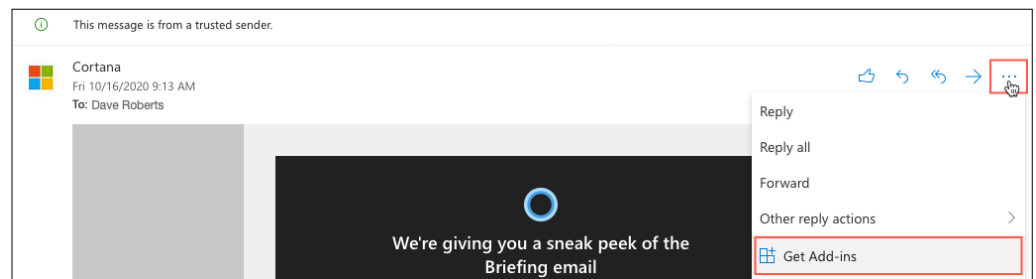 This message is from a trusted sender.
Cortana
Fri 10/16/2020 9:13 AM
To: Dave Roberts
Reply
Reply all
Forward
Other reply actions
Get Add-ins
We're giving you a sneak peek of the
Briefing email